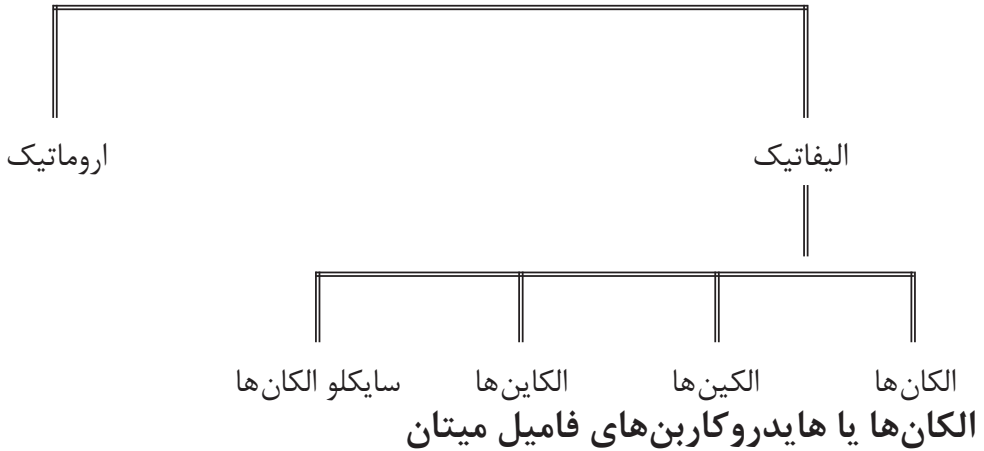 الیفاتیک اروماتیک
الکان‌ها الکین‌ها الکاین‌ها سایکلو الکان‌ها
الکان‌ها یا هایدروکاربن‌های فامیل میتان